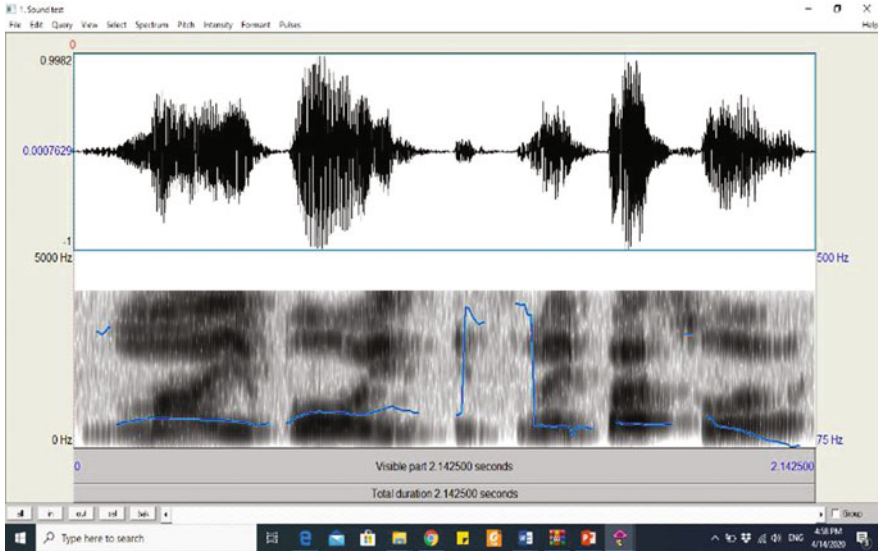 1. Sound test
File Edit Query View Select Spectrum Pitch Intensity Formant Pulses Help
0
0.9982
0.0007629
-1
5000 Hz 500 Hz
0 Hz 75 Hz
0 Visible part 2.142500 seconds 2.142500
Total duration 2.142500 seconds
all in out sel bak Group
Type here to search ENG 4:58 PM
4/14/2020